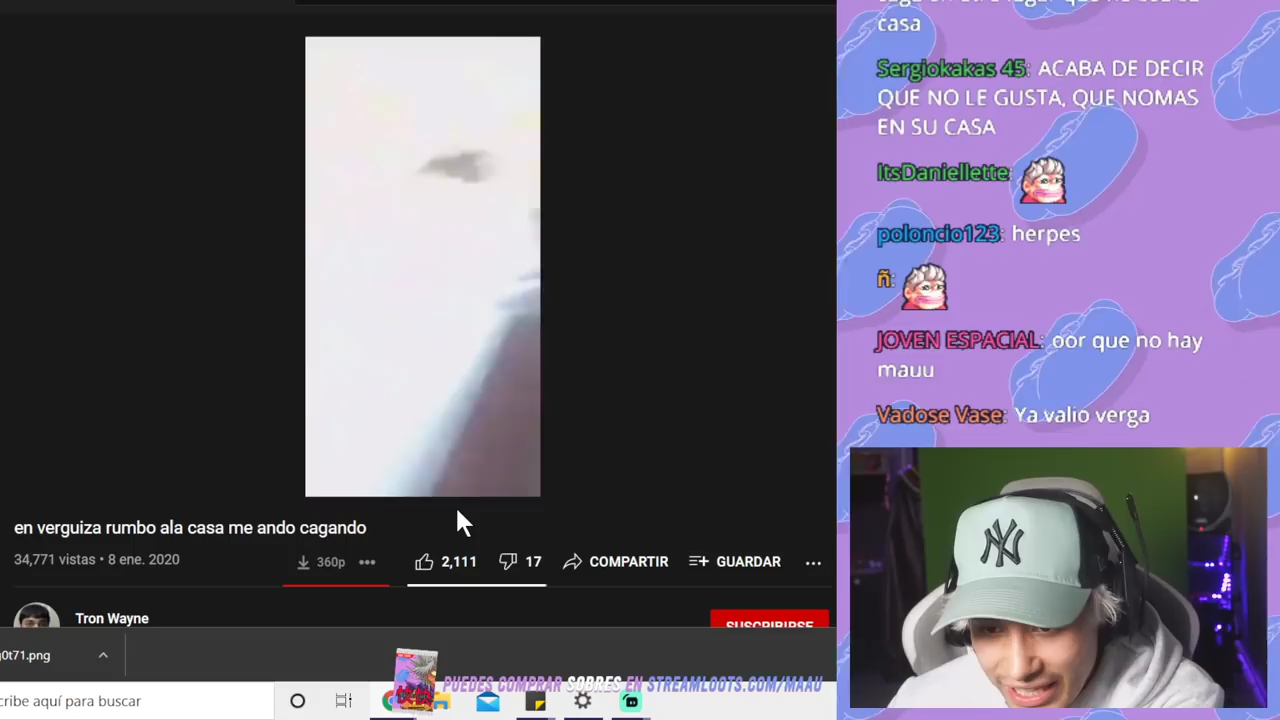 casa
Sergiokakas 45: ACABA DE DECIR
QUE NO LE GUSTA, QUE NOMAS
EN SU CASA
ItsDaniellette:
poloncio123: herpes
ñ:
JOVEN ESPACIAL: oor que no hay
mauu
Vadose Vase: Ya valio verga
NY
en verguiza rumbo ala casa me ando cagando
34,771 vistas • 8 ene. 2020
360p
2,111
17
COMPARTIR
GUARDAR
Tron Wayne
SUSCRIBIRSE
0t71.png
PUEDES COMPRAR SOBRES EN STREAMLOOTS.COM/MAAU
cribe aquí para buscar